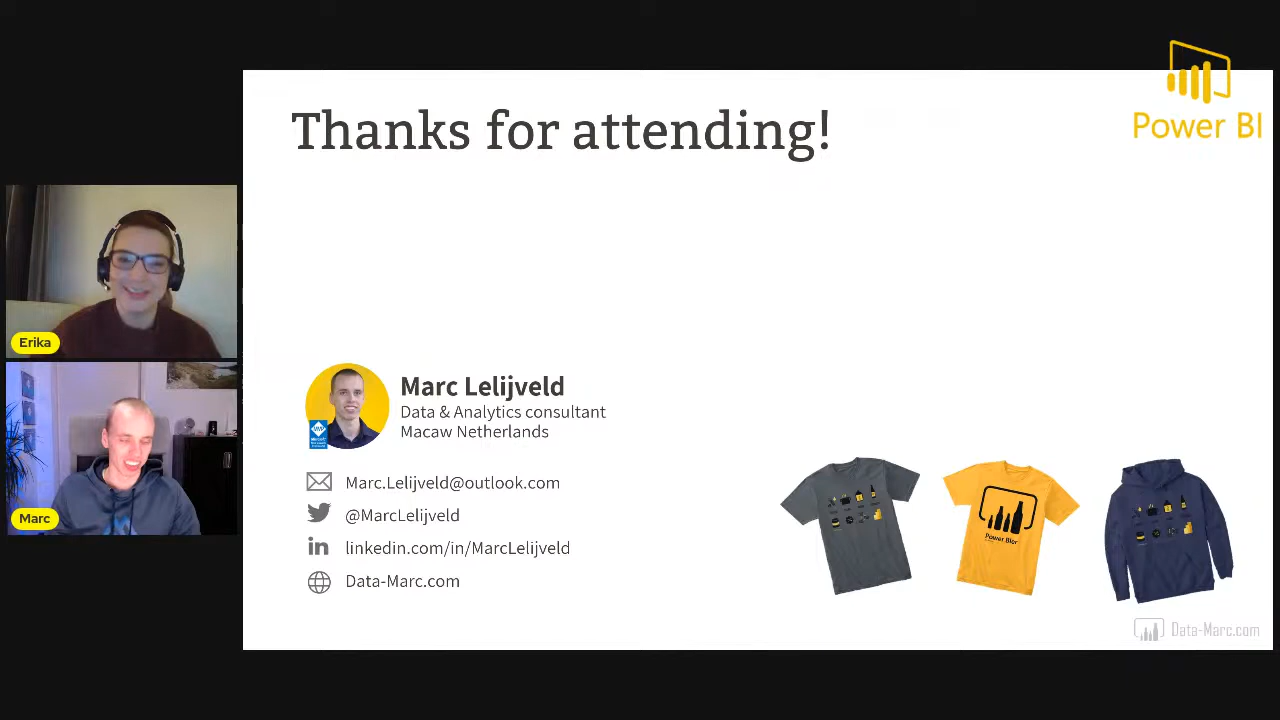 Thanks for attending!
Power BI
Erika
Marc
Marc Lelijveld
Data & Analytics consultant
Macaw Netherlands
Marc.Lelijveld@outlook.com
@MarcLelijveld
linkedin.com/in/MarcLelijveld
Data-Marc.com
Power BIer
Data-Marc.com